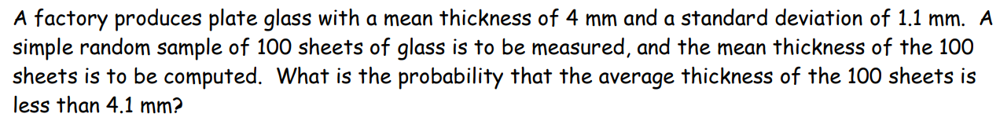 A factory produces plate glass with a mean thickness of 4 mm and a standard deviation of 1.1 mm.  A
simple random sample of 100 sheets of glass is to be measured, and the mean thickness of the 100
sheets is to be computed.  What is the probability that the average thickness of the 100 sheets is
less than 4.1 mm?